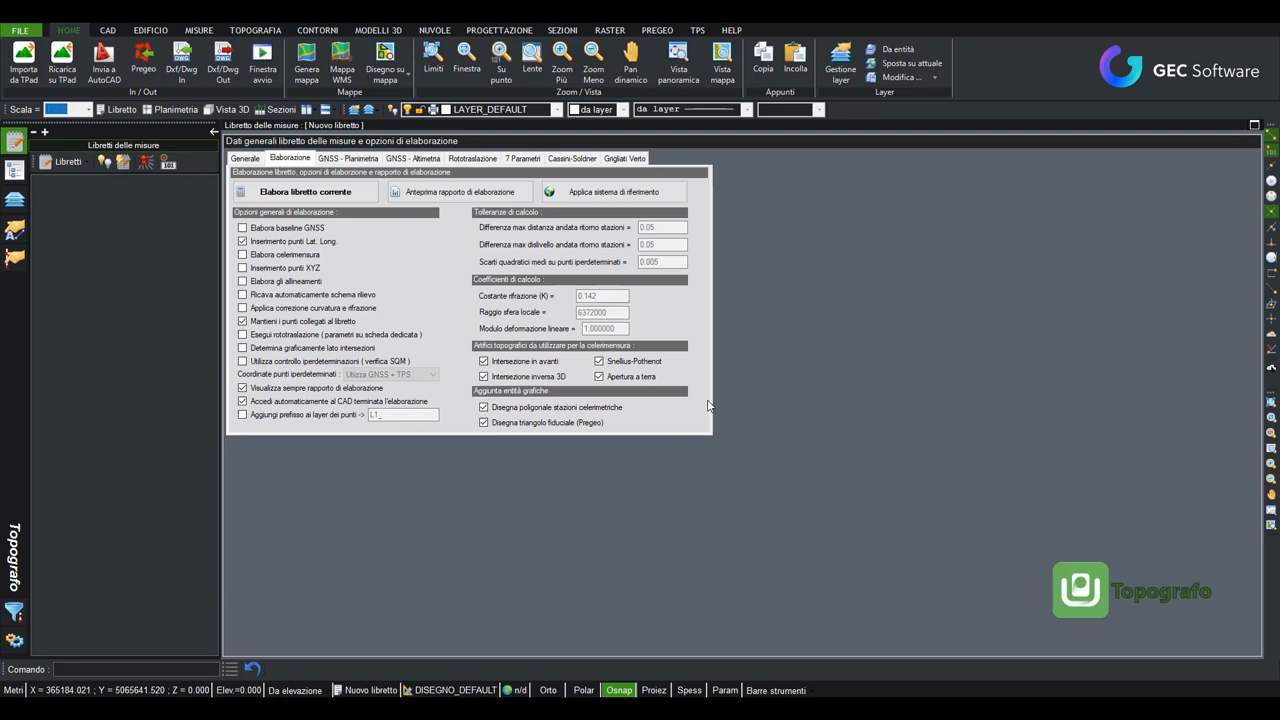 FILE HOME CAD EDIFICIO MISURE TOPOGRAFIA CONTORNI MODELLI 3D NUVOLE PROGETTAZIONE SEZIONI RASTER PREGEO TPS HELP
Importa da TPad Ricarica su TPad Invia a AutoCAD Pregeo Dxf/Dwg In Dxf/Dwg Out Finestra avvio Genera mappa Mappa WMS Disegno su mappa Limiti Finestra Su punto Lente Zoom Più Zoom Meno Pan dinamico Vista panoramica Vista mappa Copia Incolla Gestione layer
Da entità
Sposta su attuale
Modifica ...
GEC Software
In / Out Mappe Zoom / Vista Appunti Layer
Scala = Libretto Planimetria Vista 3D Sezioni LAYER_DEFAULT da layer da layer
Libretto delle misure : [ Nuovo libretto ]
Libretti delle misure
Dati generali libretto delle misure e opzioni di elaborazione
Libretti
Generale Elaborazione GNSS - Planimetria GNSS - Altimetria Rototraslazione 7 Parametri Cassini-Soldner Grigliati Verto
Elaborazione libretto, opzioni di elaborzione e rapporto di elaborazione
Elabora libretto corrente Anteprima rapporto di elaborazione Applica sistema di riferimento
Opzioni generali di elaborazione :
Elabora baseline GNSS
Inserimento punti Lat. Long.
Elabora celerimensura
Inserimento punti XYZ
Elabora gli allineamenti
Ricava automaticamente schema rilievo
Applica correzione curvatura e rifrazione
Mantieni i punti collegati al libretto
Esegui rototraslazione ( parametri su scheda dedicata )
Determina graficamente lato intersezioni
Utilizza controllo iperdeterminazioni ( verifica SQM )
Coordinate punti iperdeterminati : Utilizza GNSS + TPS
Visualizza sempre rapporto di elaborazione
Accedi automaticamente al CAD terminata l'elaborazione
Aggiungi prefisso ai layer dei punti -> L1_
Tolleranze di calcolo :
Differenza max distanza andata ritorno stazioni = 0.05
Differenza max dislivello andata ritorno stazioni = 0.05
Scarti quadratici medi su punti iperdeterminati = 0.005
Coefficienti di calcolo :
Costante rifrazione (K) = 0.142
Raggio sfera locale = 6372000
Modulo deformazione lineare = 1.000000
Artifici topografici da utilizzare per la celerimensura :
Intersezione in avanti Snellius-Pothenot
Intersezione inversa 3D Apertura a terra
Aggiunta entità grafiche
Disegna poligonale stazioni celerimetriche
Disegna triangolo fiduciale (Pregeo)
Topografo
Topografo
Comando :
Metri X = 365184.021 ; Y = 5065641.520 ; Z = 0.000 Elev.=0.000 Da elevazione Nuovo libretto DISEGNO_DEFAULT n/d Orto Polar Osnap Proiez Spess Param Barre strumenti